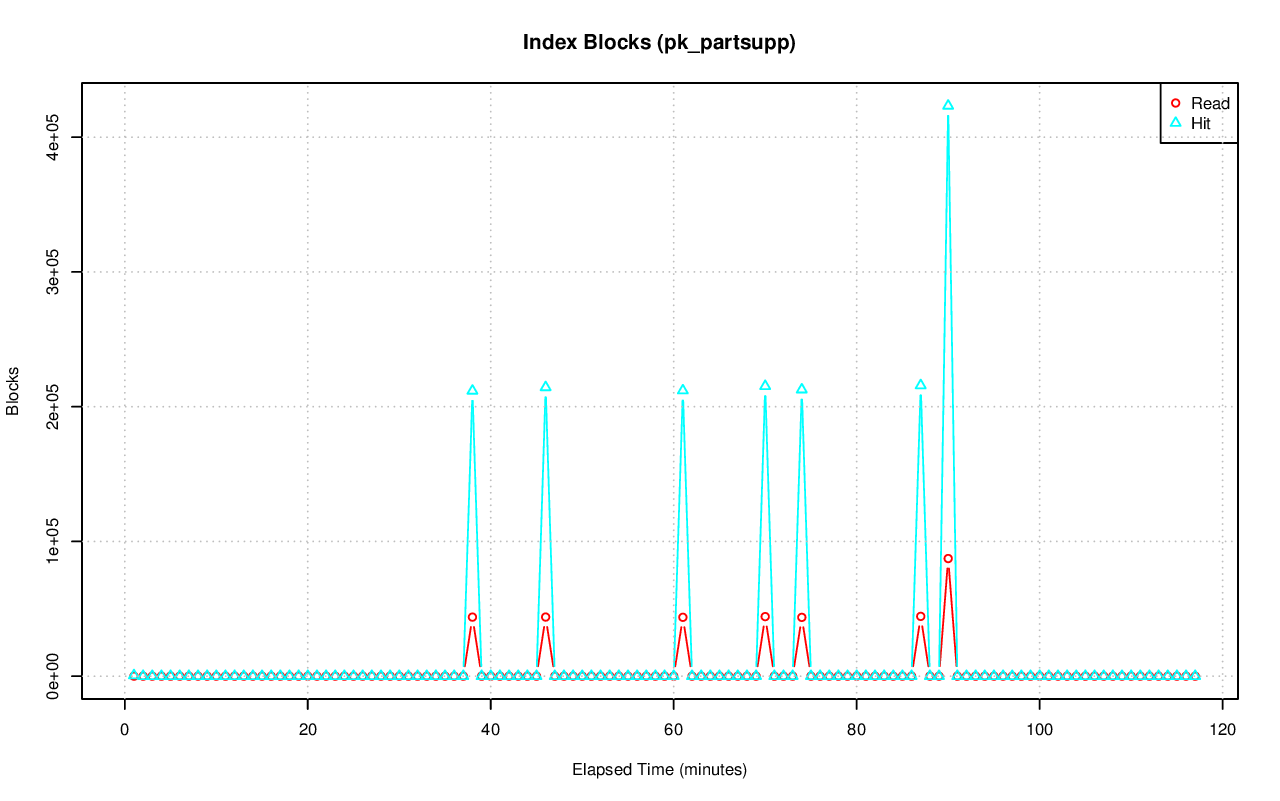 Index Blocks (pk_partsupp)
Read
Hit
4e+05
3e+05
2e+05
1e+05
0e+00
Blocks
0 20 40 60 80 100 120
Elapsed Time (minutes)